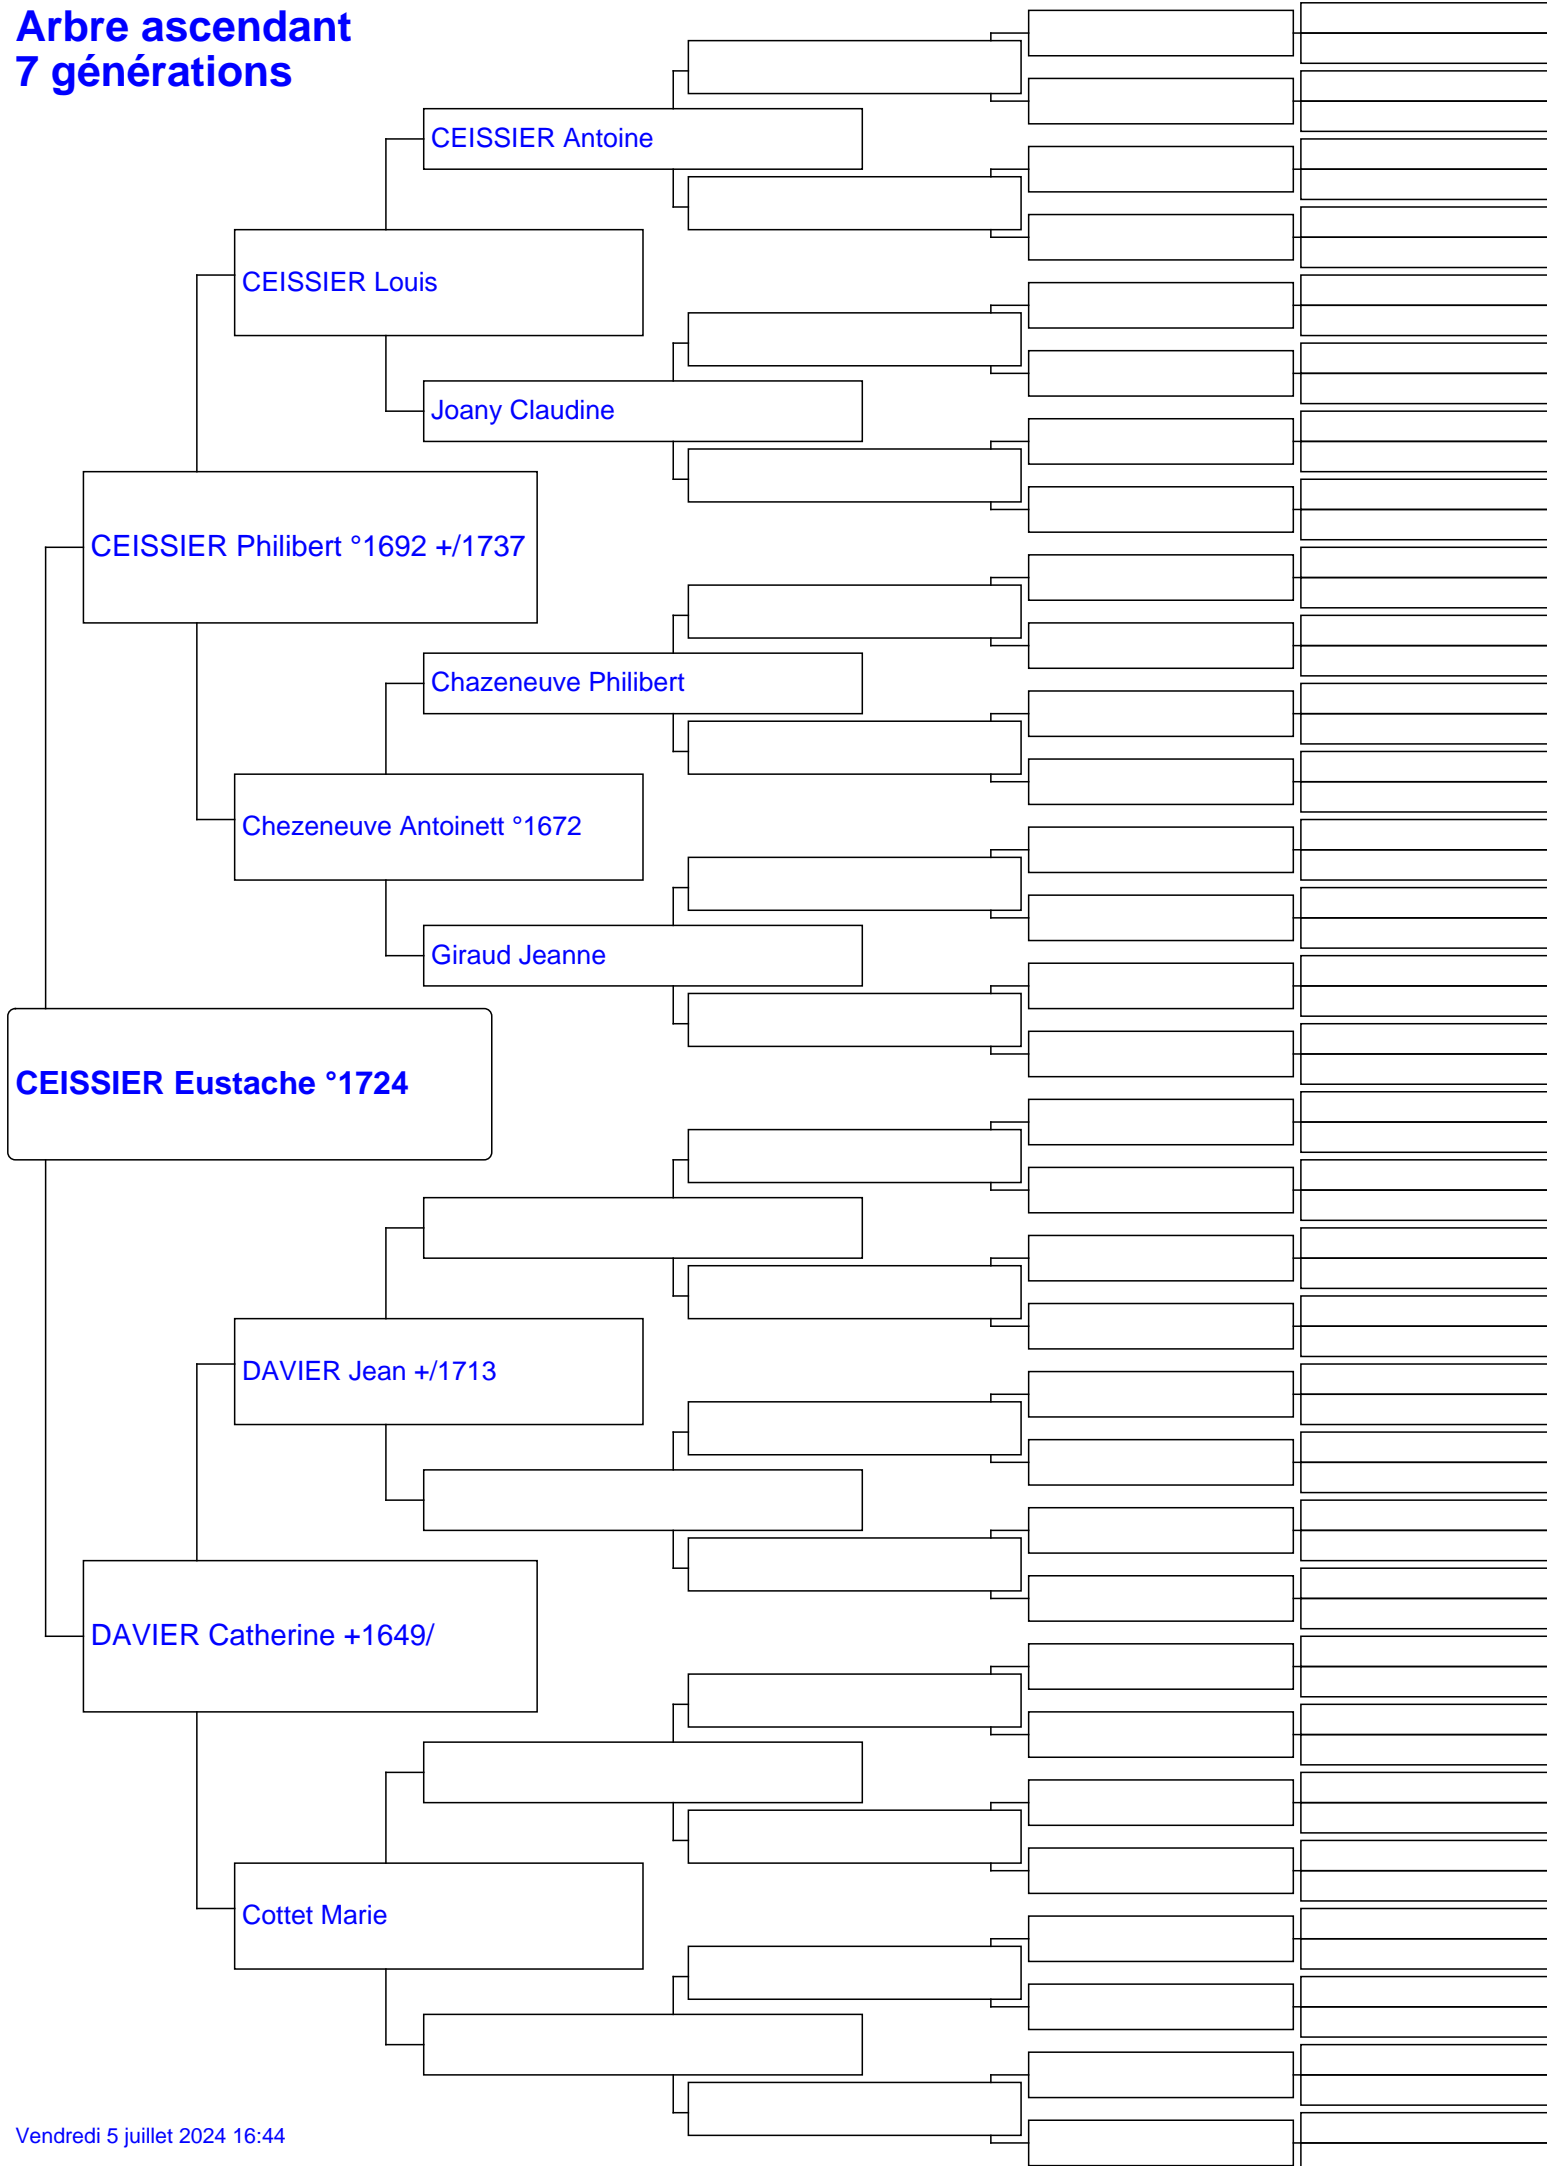 Arbre ascendant
7 générations
CEISSIER Antoine
CEISSIER Louis
Joany Claudine
CEISSIER Philibert °1692 +/1737
Chazeneuve Philibert
Chezeneuve Antoinett °1672
Giraud Jeanne
CEISSIER Eustache °1724
DAVIER Jean +/1713
DAVIER Catherine +1649/
Cottet Marie
Vendredi 5 juillet 2024 16:44